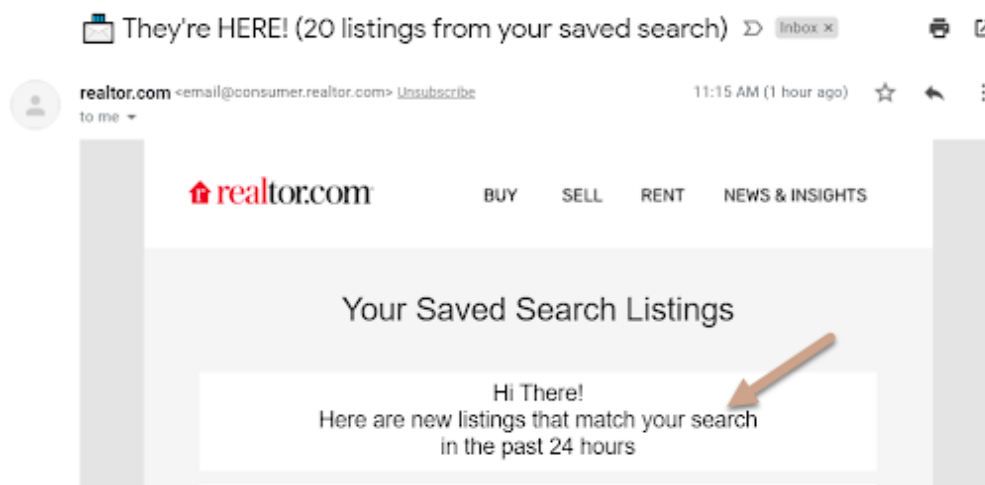 They're HERE! (20 listings from your saved search) Inbox ×
realtor.com <email@consumer.realtor.com> Unsubscribe 11:15 AM (1 hour ago)
to me
realtor.com BUY SELL RENT NEWS & INSIGHTS
Your Saved Search Listings
Hi There!
Here are new listings that match your search
in the past 24 hours